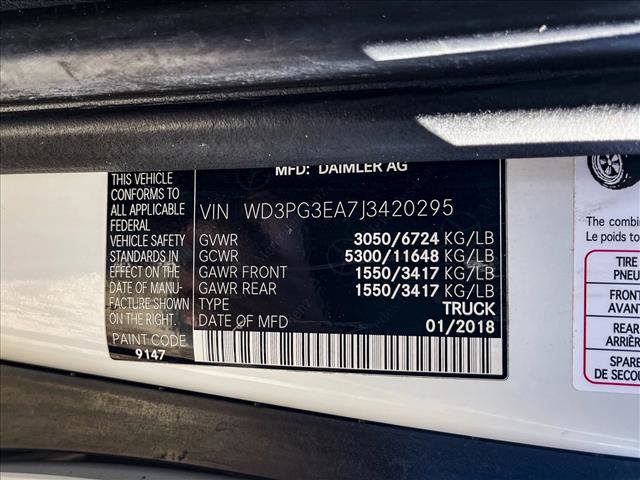 MFD: DAIMLER AG
THIS VEHICLE
CONFORMS TO
ALL APPLICABLE
FEDERAL
VEHICLE SAFETY
STANDARDS IN
EFFECT ON THE
DATE OF MANU-
FACTURE SHOWN
ON THE RIGHT.
PAINT CODE
9147
VIN WD3PG3EA7J3420295
GVWR 3050/6724 KG/LB
GCWR 5300/11648 KG/LB
GAWR FRONT 1550/3417 KG/LB
GAWR REAR 1550/3417 KG/LB
TYPE TRUCK
DATE OF MFD 01/2018
The combine
Le poids to
TIRE
PNEU
FRONT
AVANT
REAR
ARRIÈR
SPARE
DE SECOU